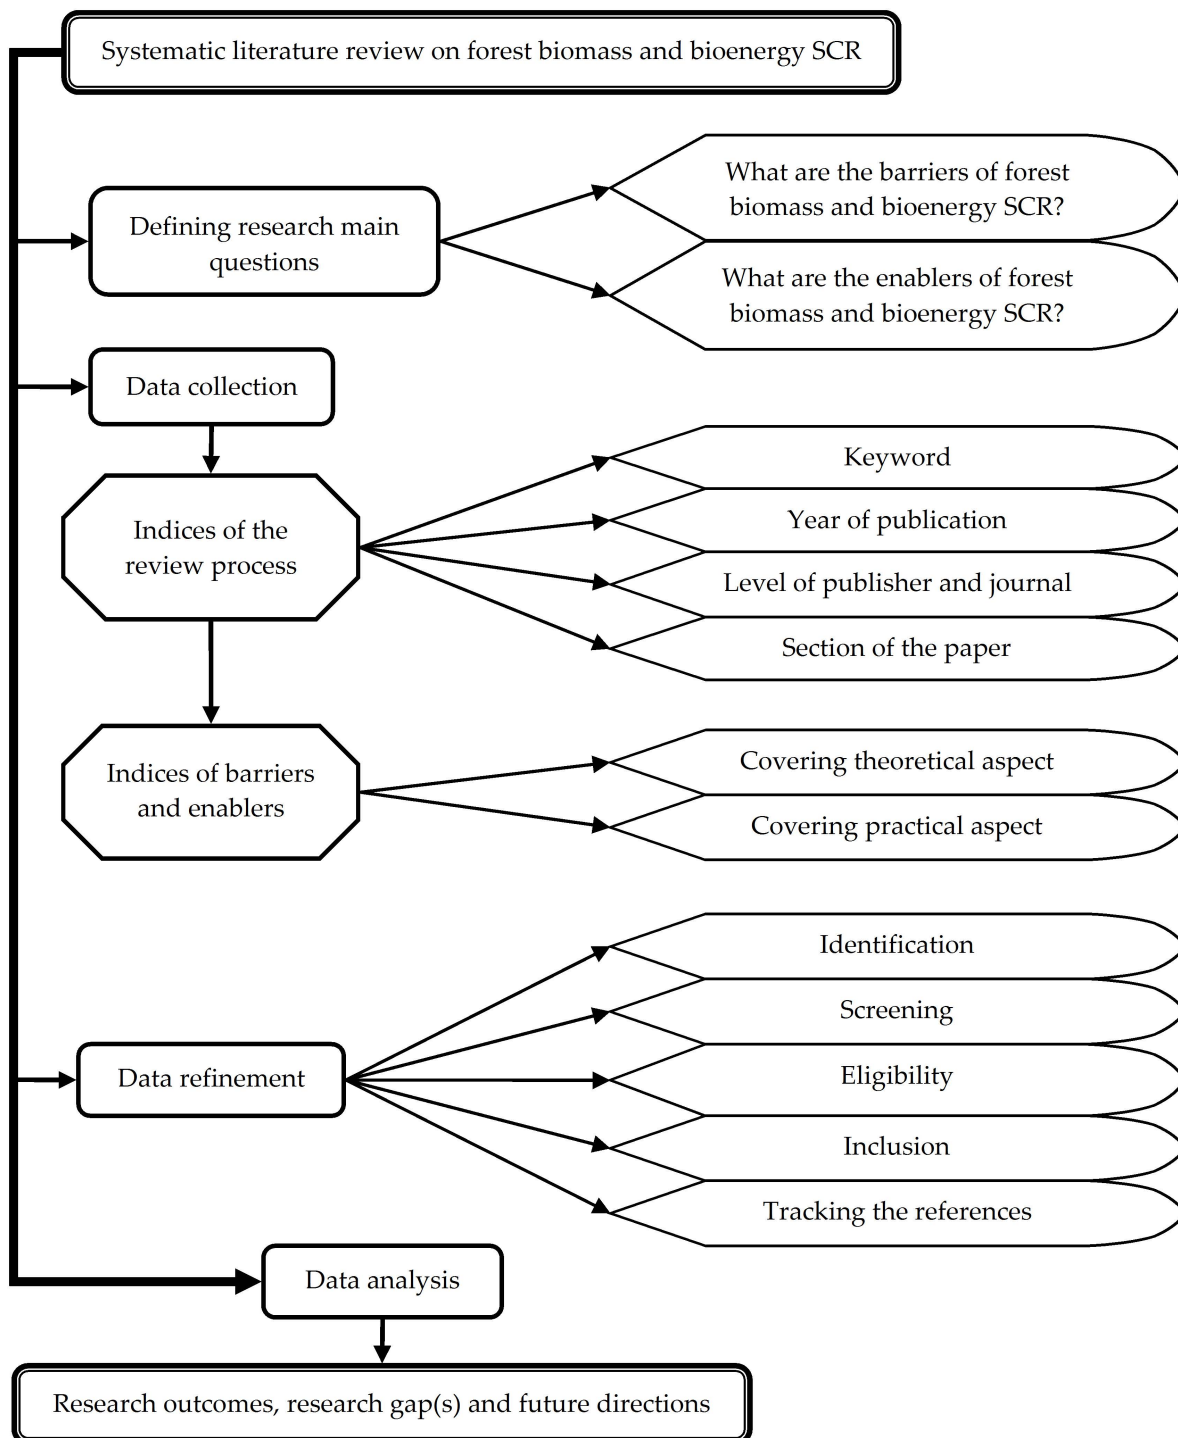 Systematic literature review on forest biomass and bioenergy SCR
Defining research main
questions
What are the barriers of forest
biomass and bioenergy SCR?
What are the enablers of forest
biomass and bioenergy SCR?
Data collection
Indices of the
review process
Keyword
Year of publication
Level of publisher and journal
Section of the paper
Indices of barriers
and enablers
Covering theoretical aspect
Covering practical aspect
Data refinement
Identification
Screening
Eligibility
Inclusion
Tracking the references
Data analysis
Research outcomes, research gap(s) and future directions